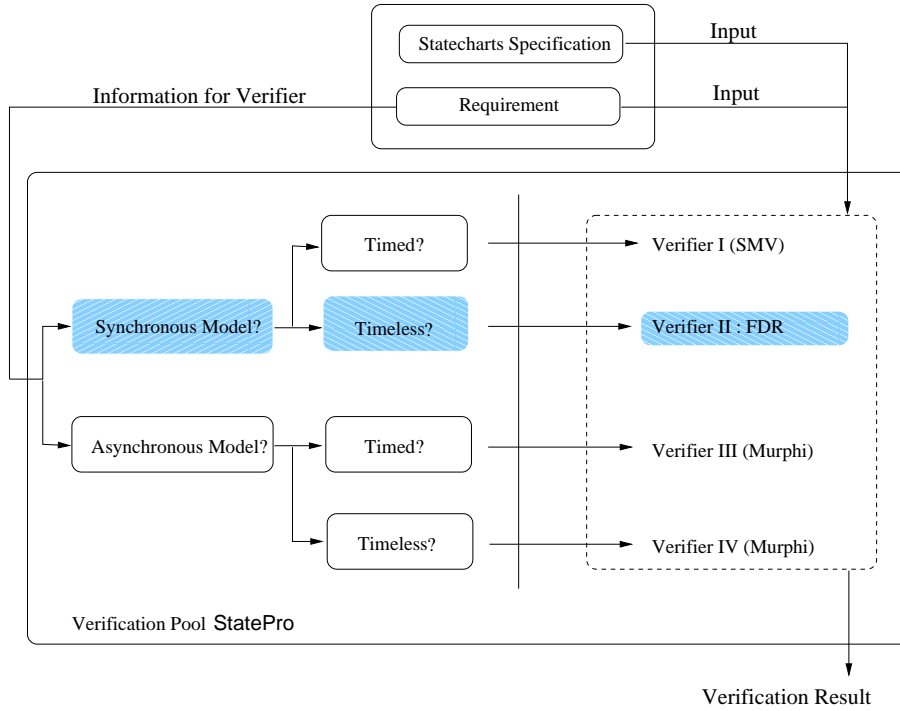 Statecharts Specification
Input
Information for Verifier
Requirement
Input
Timed?
Verifier I (SMV)
Synchronous Model?
Timeless?
Verifier II : FDR
Asynchronous Model?
Timed?
Verifier III (Murphi)
Timeless?
Verifier IV (Murphi)
Verification Pool StatePro
Verification Result